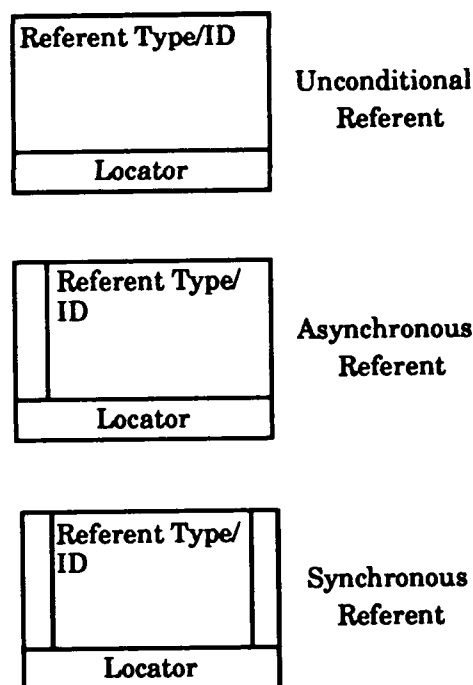 Referent Type/ID
Locator
Unconditional
Referent
Referent Type/
ID
Locator
Asynchronous
Referent
Referent Type/
ID
Locator
Synchronous
Referent